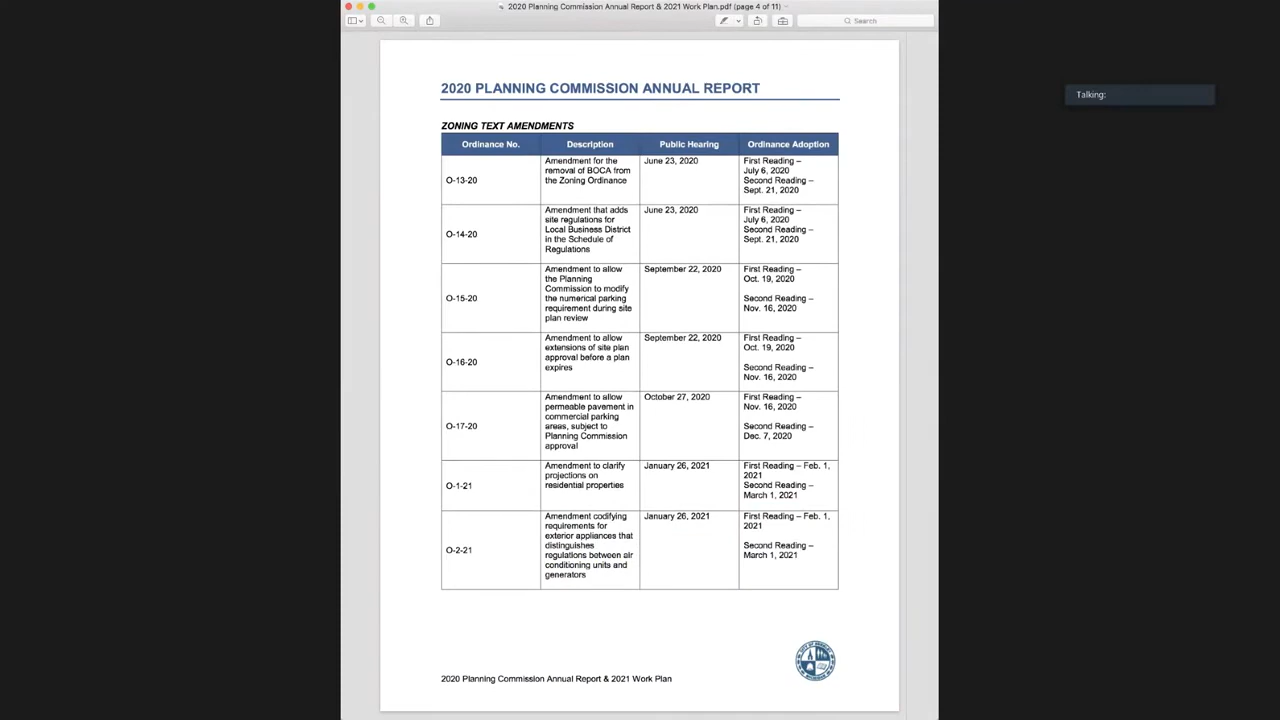 2020 Planning Commission Annual Report & 2021 Work Plan.pdf (page 4 of 11)
Search
Talking:
2020 PLANNING COMMISSION ANNUAL REPORT
ZONING TEXT AMENDMENTS
Ordinance No. Description Public Hearing Ordinance Adoption
O-13-20
Amendment for the
removal of BOCA from
the Zoning Ordinance
June 23, 2020
First Reading –
July 6, 2020
Second Reading –
Sept. 21, 2020
O-14-20
Amendment that adds
site regulations for
Local Business District
in the Schedule of
Regulations
June 23, 2020
First Reading –
July 6, 2020
Second Reading –
Sept. 21, 2020
O-15-20
Amendment to allow
the Planning
Commission to modify
the numerical parking
requirement during site
plan review
September 22, 2020
First Reading –
Oct. 19, 2020
Second Reading –
Nov. 16, 2020
O-16-20
Amendment to allow
extensions of site plan
approval before a plan
expires
September 22, 2020
First Reading –
Oct. 19, 2020
Second Reading –
Nov. 16, 2020
O-17-20
Amendment to allow
permeable pavement in
commercial parking
areas, subject to
Planning Commission
approval
October 27, 2020
First Reading –
Nov. 16, 2020
Second Reading –
Dec. 7, 2020
O-1-21
Amendment to clarify
projections on
residential properties
January 26, 2021
First Reading – Feb. 1,
2021
Second Reading –
March 1, 2021
O-2-21
Amendment codifying
requirements for
exterior appliances that
distinguishes
regulations between air
conditioning units and
generators
January 26, 2021
First Reading – Feb. 1,
2021
Second Reading –
March 1, 2021
2020 Planning Commission Annual Report & 2021 Work Plan